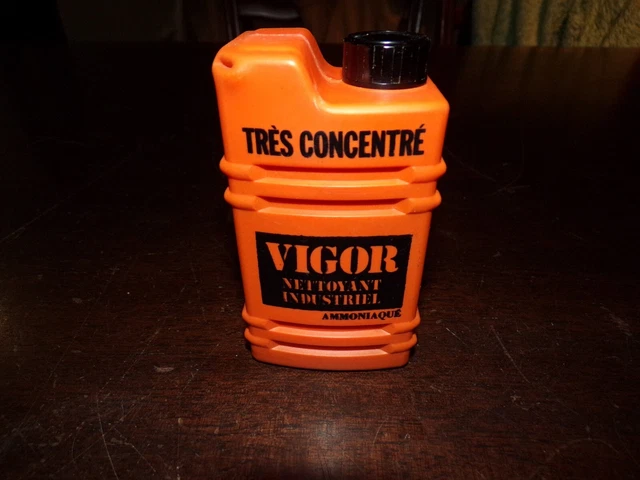 TRÈS CONCENTRÉ
VIGOR
NETTOYANT
INDUSTRIEL
AMMONIAQUÉ